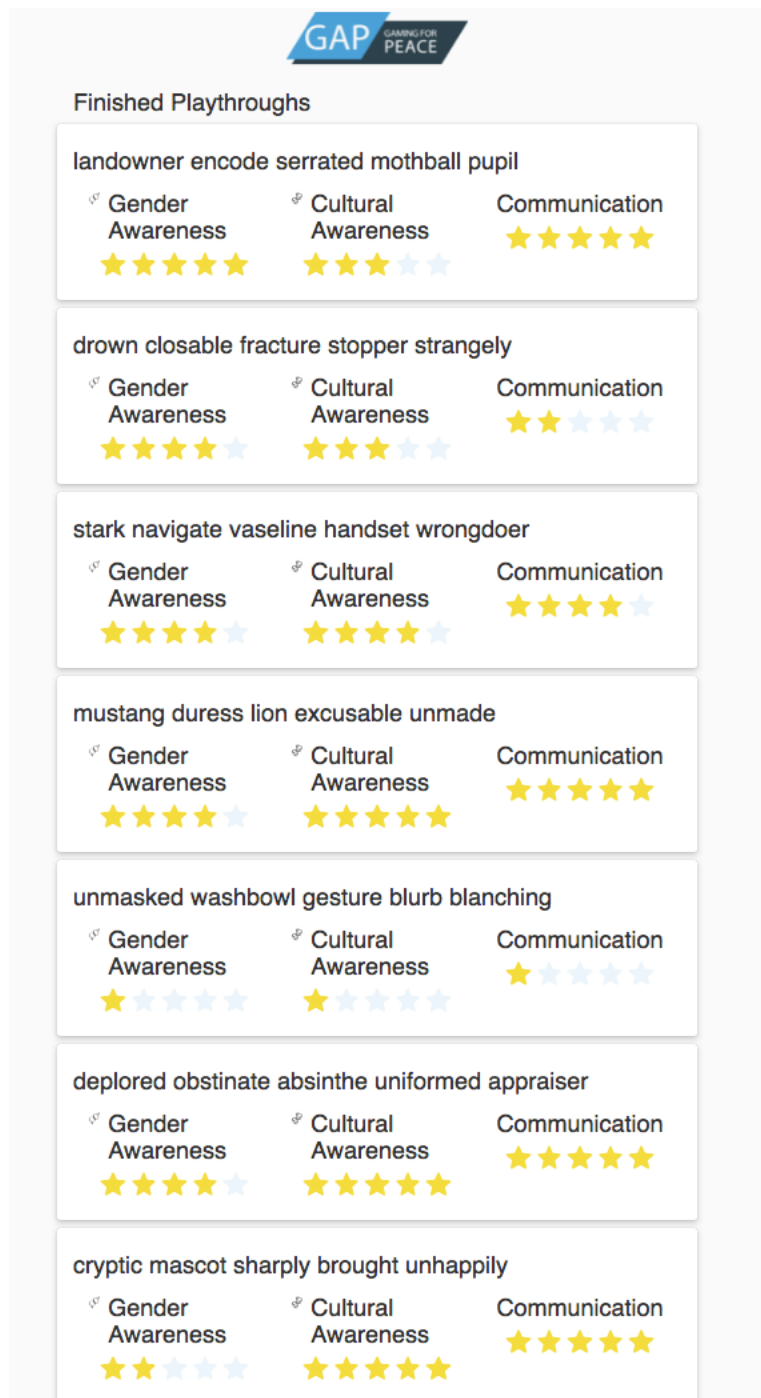 GAP GAMING FOR
PEACE
Finished Playthroughs
landowner encode serrated mothball pupil
Gender Cultural Communication
Awareness Awareness
drown closable fracture stopper strangely
Gender Cultural Communication
Awareness Awareness
stark navigate vaseline handset wrongdoer
Gender Cultural Communication
Awareness Awareness
mustang duress lion excusable unmade
Gender Cultural Communication
Awareness Awareness
unmasked washbowl gesture blurb blanching
Gender Cultural Communication
Awareness Awareness
deplored obstinate absinthe uniformed appraiser
Gender Cultural Communication
Awareness Awareness
cryptic mascot sharply brought unhappily
Gender Cultural Communication
Awareness Awareness